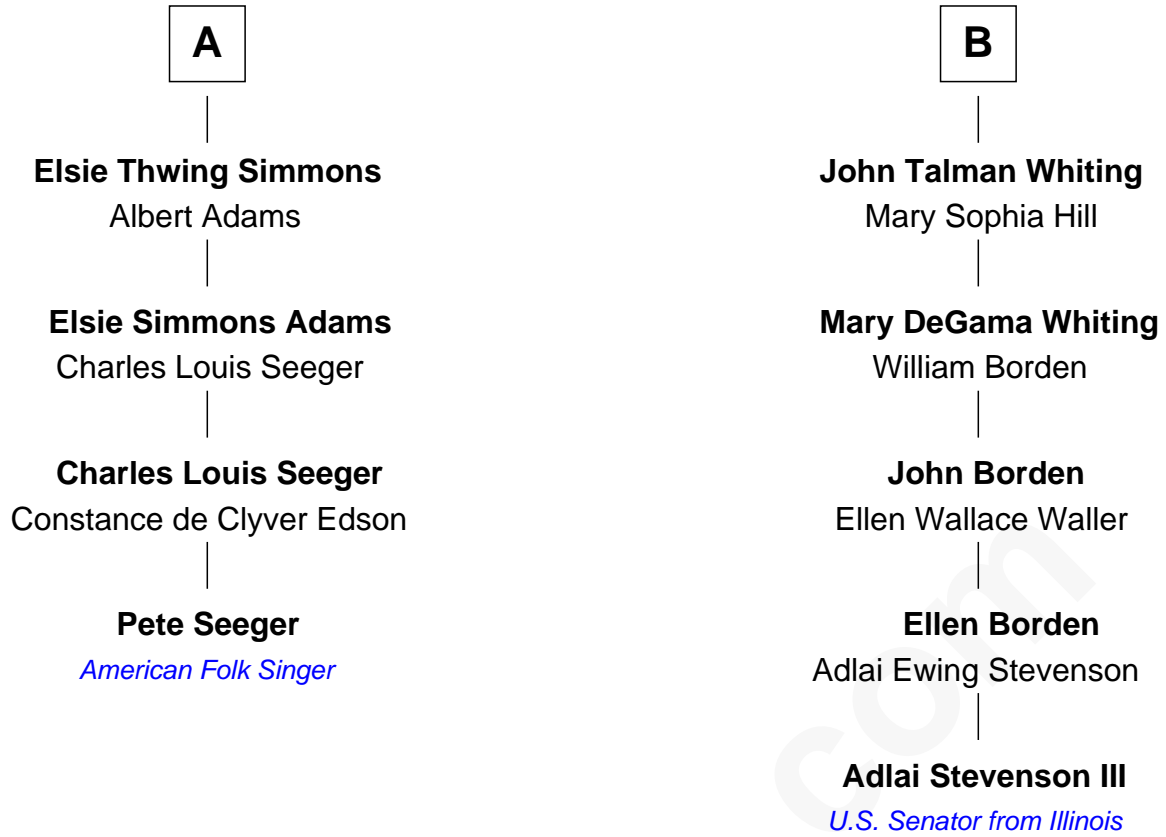 A
Elsie Thwing Simmons
Albert Adams
Elsie Simmons Adams
Charles Louis Seeger
Charles Louis Seeger
Constance de Clyver Edson
Pete Seeger
American Folk Singer
B
John Talman Whiting
Mary Sophia Hill
Mary DeGama Whiting
William Borden
John Borden
Ellen Wallace Waller
Ellen Borden
Adlai Ewing Stevenson
Adlai Stevenson III
U.S. Senator from Illinois
com